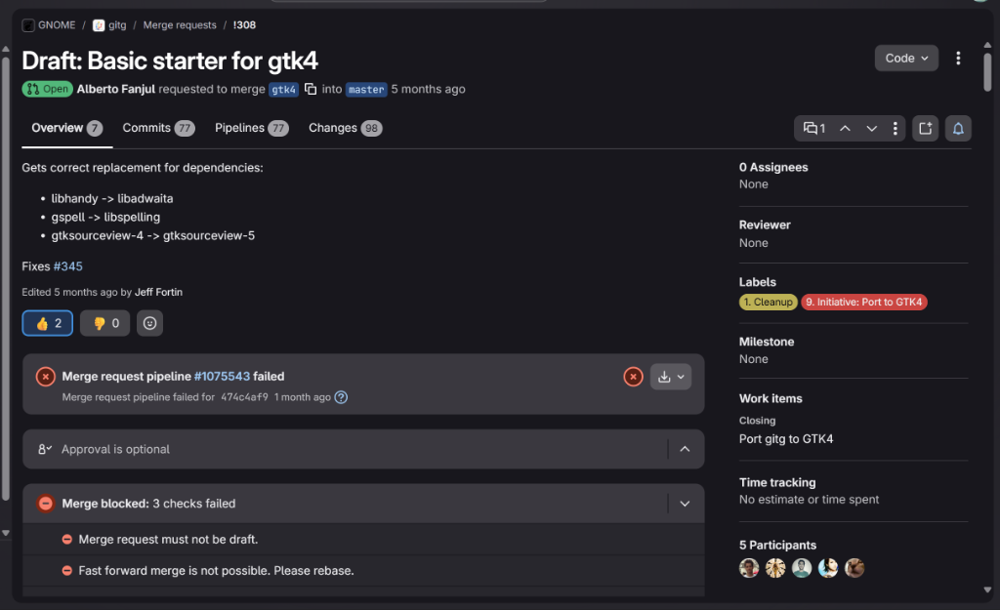 GNOME / gitg / Merge requests / !308
Draft: Basic starter for gtk4
Code
Open Alberto Fanjul requested to merge gtk4 into master 5 months ago
Overview 7 Commits 77 Pipelines 77 Changes 98
1
Gets correct replacement for dependencies:
• libhandy -> libadwaita
• gspell -> libspelling
• gtksourceview-4 -> gtksourceview-5
Fixes #345
Edited 5 months ago by Jeff Fortin
👍 2 👎 0
Merge request pipeline #1075543 failed
Merge request pipeline failed for 474c4af9 1 month ago
Approval is optional
Merge blocked: 3 checks failed
Merge request must not be draft.
Fast forward merge is not possible. Please rebase.
0 Assignees
None
Reviewer
None
Labels
1. Cleanup 9. Initiative: Port to GTK4
Milestone
None
Work items
Closing
Port gitg to GTK4
Time tracking
No estimate or time spent
5 Participants